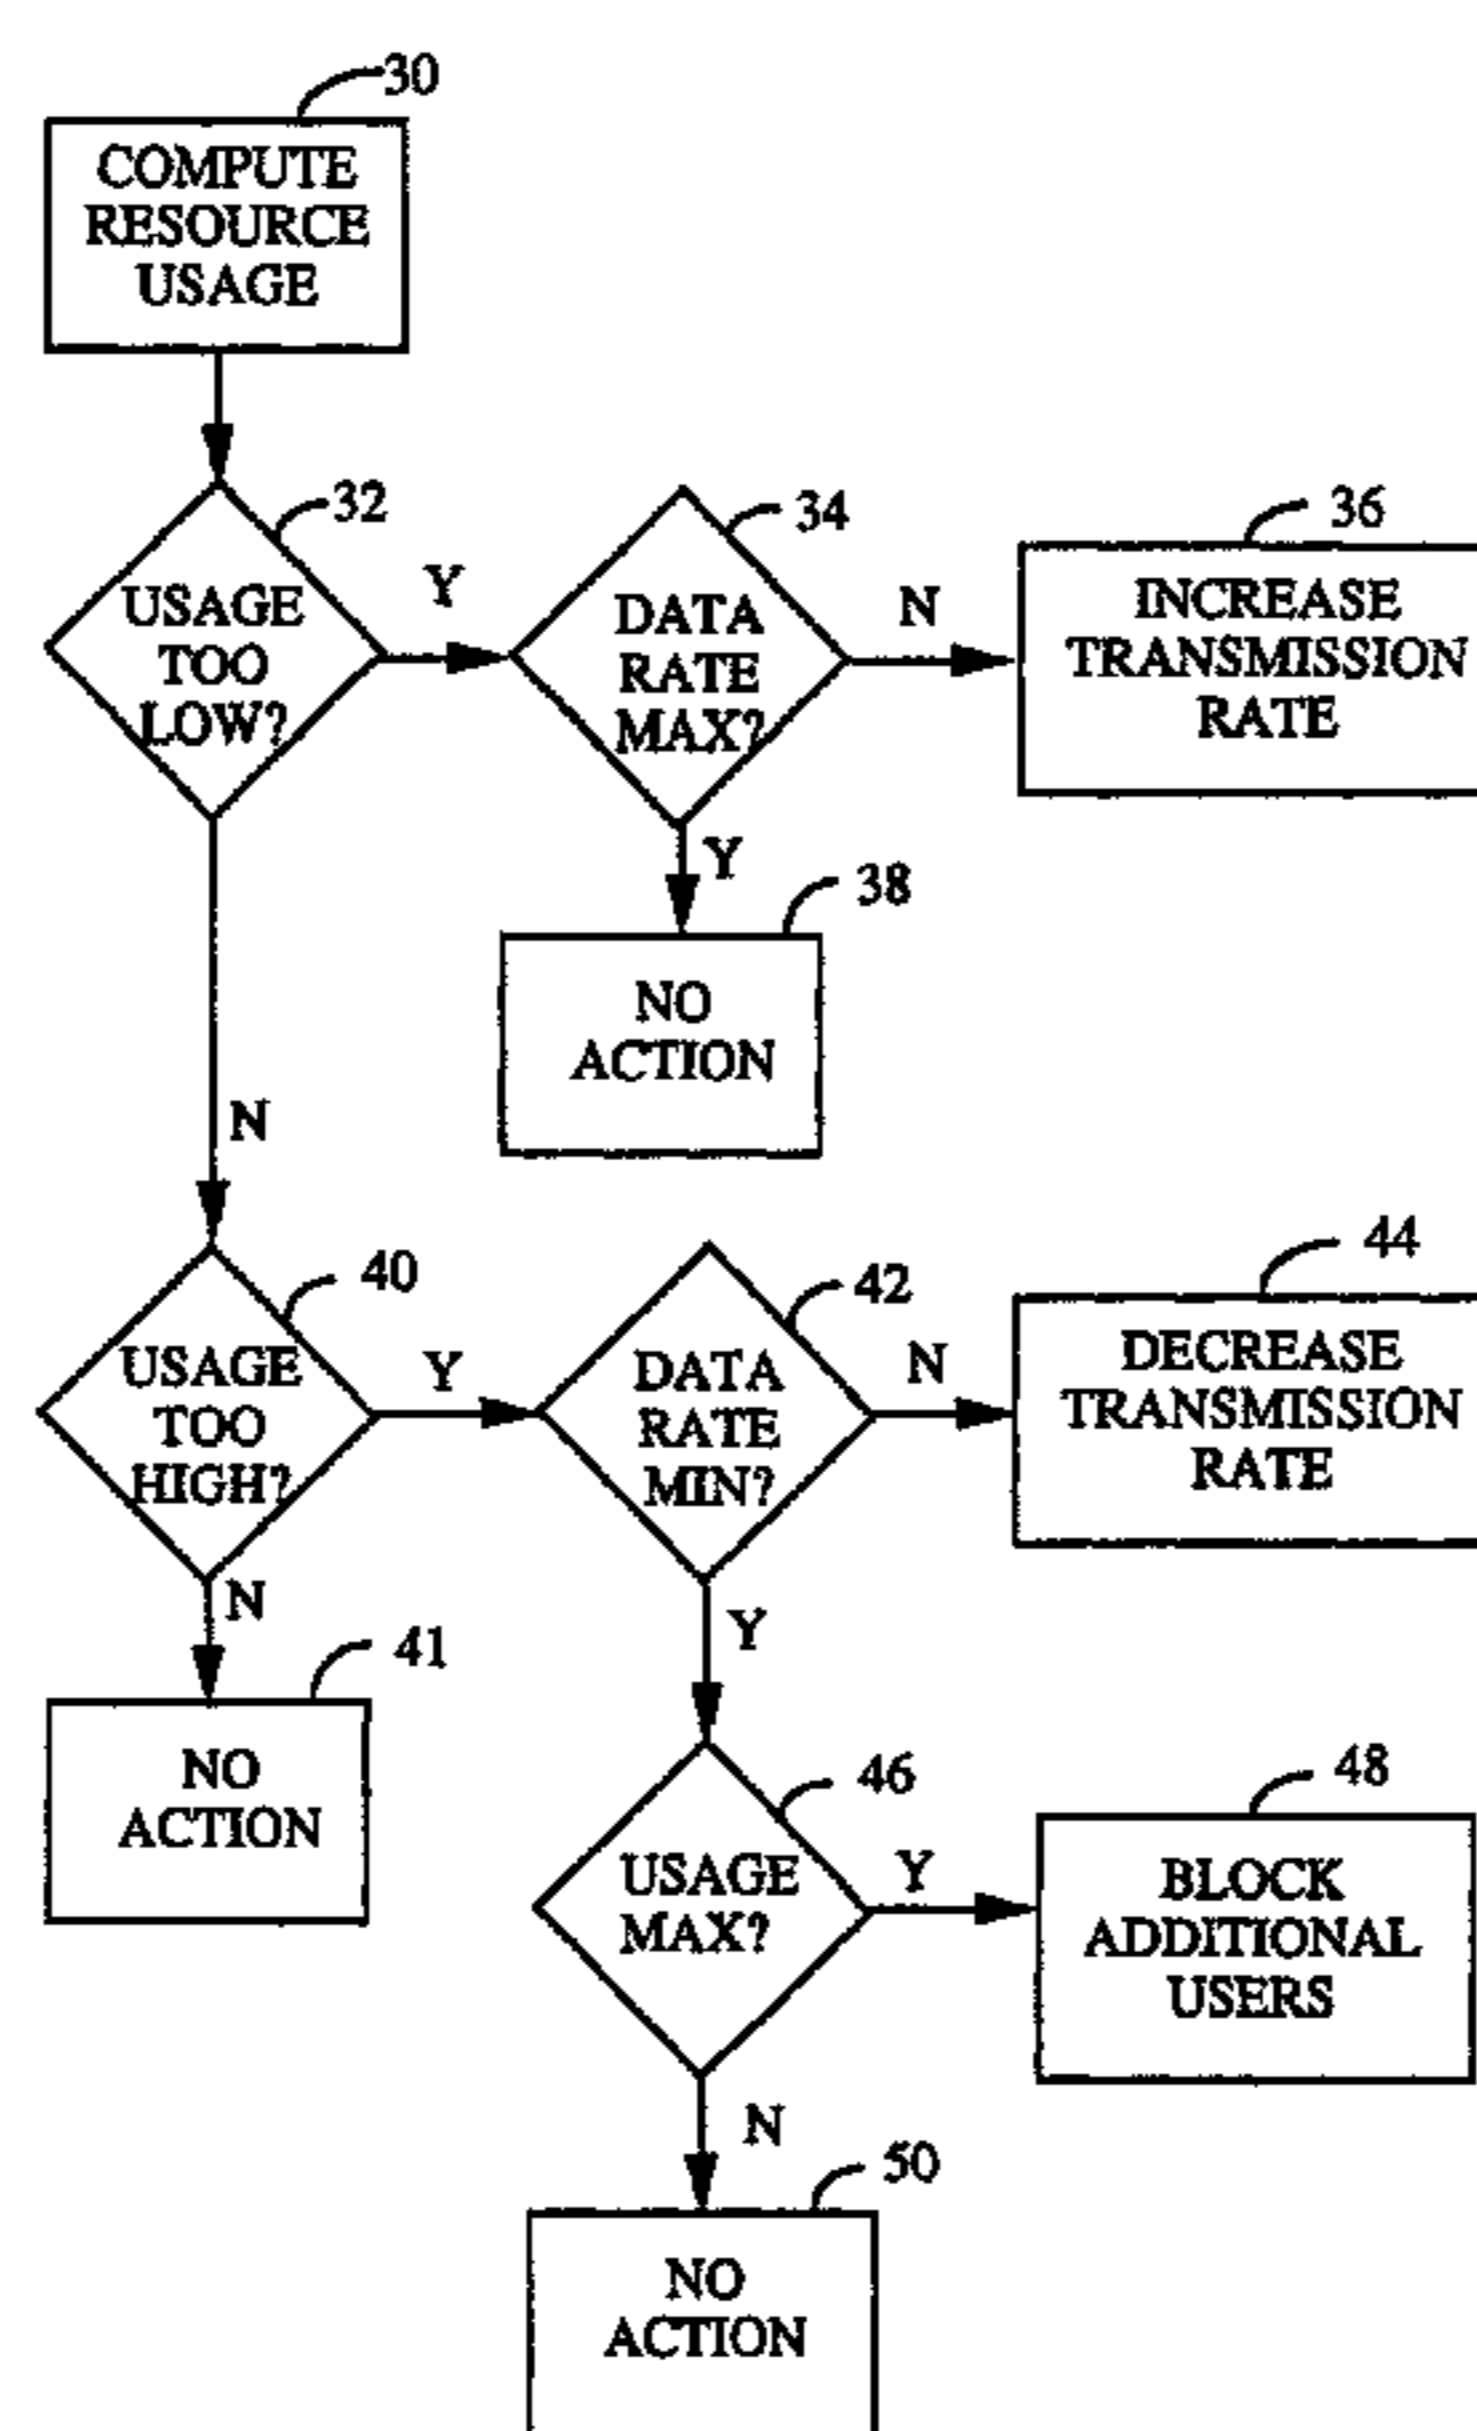 30
COMPUTE
RESOURCE
USAGE
32
USAGE
TOO
LOW?
Y
34
DATA
RATE
MAX?
N
36
INCREASE
TRANSMISSION
RATE
Y
38
NO
ACTION
N
40
USAGE
TOO
HIGH?
Y
42
DATA
RATE
MIN?
N
44
DECREASE
TRANSMISSION
RATE
N
41
NO
ACTION
Y
46
USAGE
MAX?
Y
48
BLOCK
ADDITIONAL
USERS
N
50
NO
ACTION